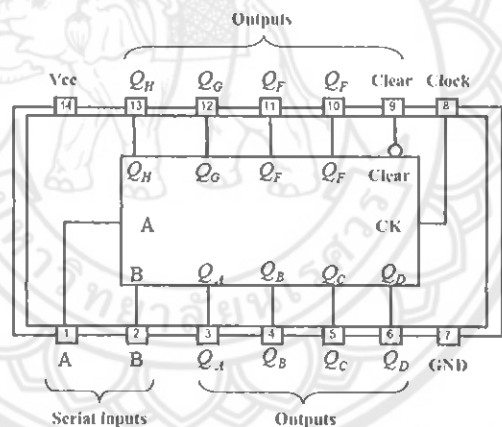 Outputs
Vcc Q_H Q_G Q_F Q_F Clear Clock
14 13 12 11 10 9 8
Q_H Q_G Q_F Q_F Clear
A CK
B Q_A Q_B Q_C Q_D
1 2 3 4 5 6 7
A B Q_A Q_B Q_C Q_D GND
Serial inputs Outputs